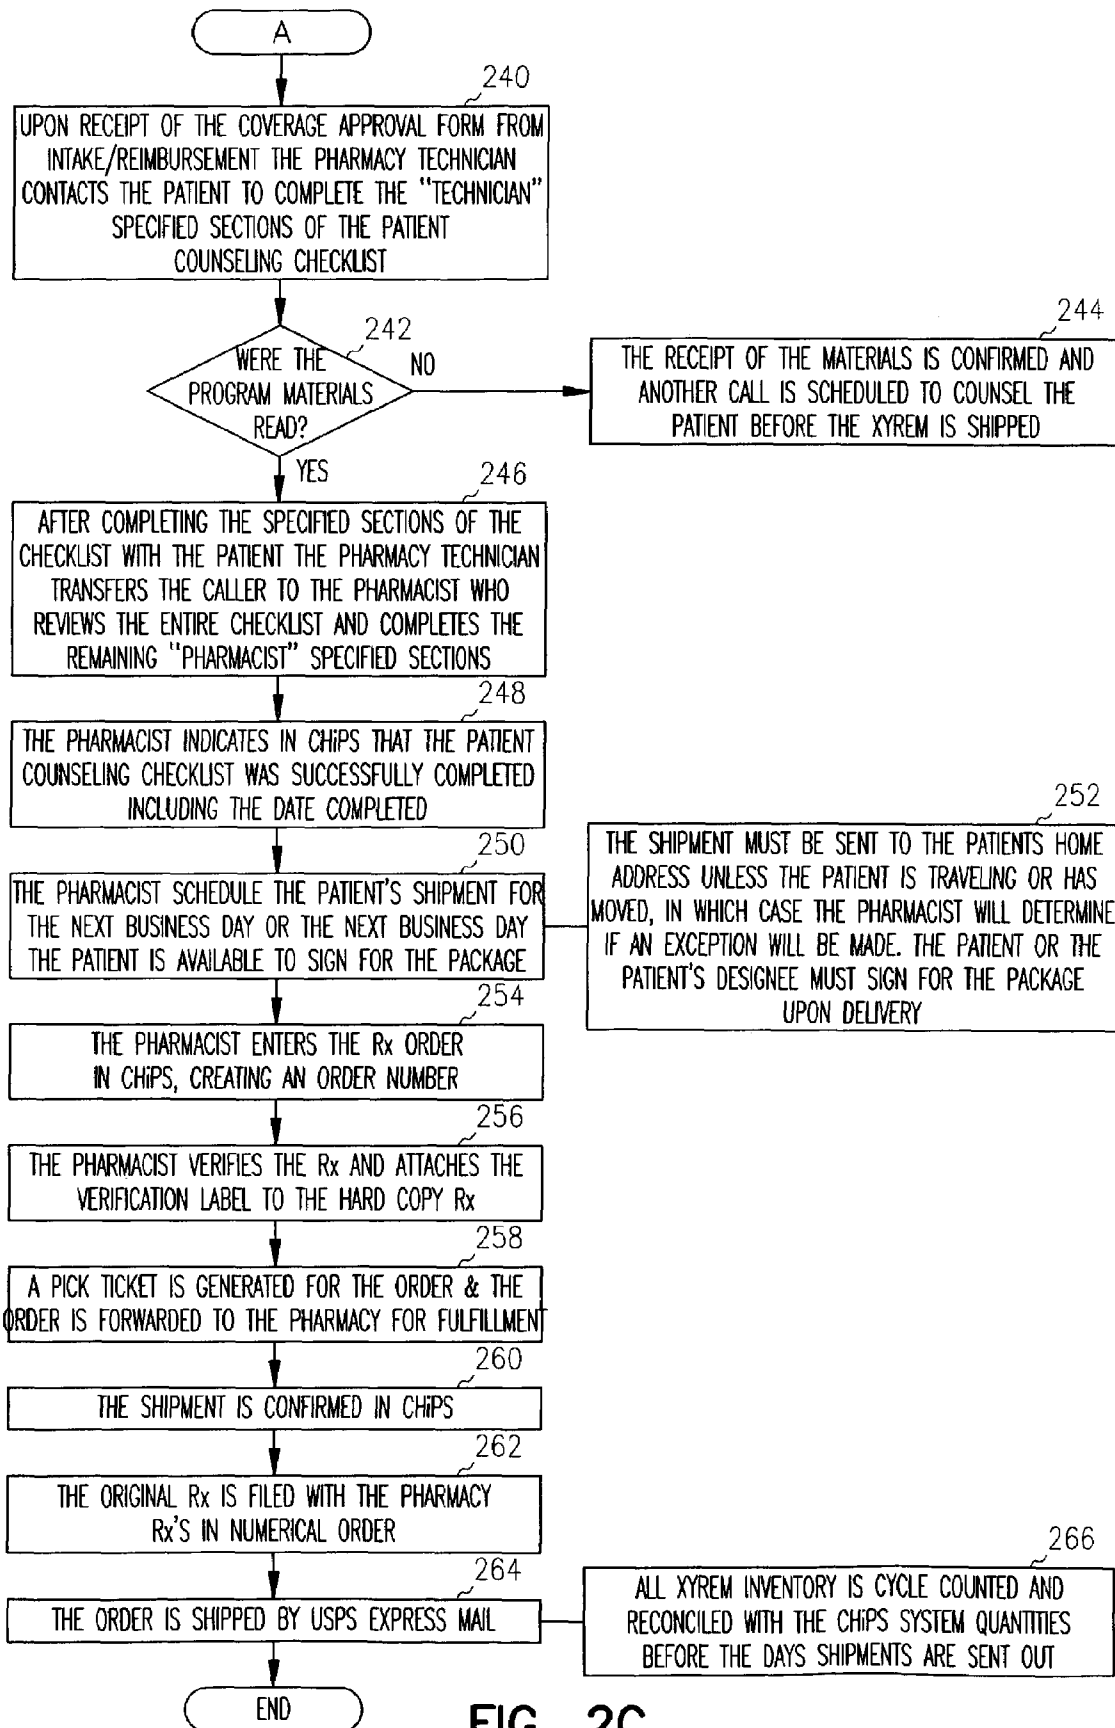 A
240
UPON RECEIPT OF THE COVERAGE APPROVAL FORM FROM
INTAKE/REIMBURSEMENT THE PHARMACY TECHNICIAN
CONTACTS THE PATIENT TO COMPLETE THE "TECHNICIAN"
SPECIFIED SECTIONS OF THE PATIENT
COUNSELING CHECKLIST
242
WERE THE
PROGRAM MATERIALS
READ?
NO
244
THE RECEIPT OF THE MATERIALS IS CONFIRMED AND
ANOTHER CALL IS SCHEDULED TO COUNSEL THE
PATIENT BEFORE THE XYREM IS SHIPPED
YES
246
AFTER COMPLETING THE SPECIFIED SECTIONS OF THE
CHECKLIST WITH THE PATIENT THE PHARMACY TECHNICIAN
TRANSFERS THE CALLER TO THE PHARMACIST WHO
REVIEWS THE ENTIRE CHECKLIST AND COMPLETES THE
REMAINING "PHARMACIST" SPECIFIED SECTIONS
248
THE PHARMACIST INDICATES IN CHiPS THAT THE PATIENT
COUNSELING CHECKLIST WAS SUCCESSFULLY COMPLETED
INCLUDING THE DATE COMPLETED
250
THE PHARMACIST SCHEDULE THE PATIENT'S SHIPMENT FOR
THE NEXT BUSINESS DAY OR THE NEXT BUSINESS DAY
THE PATIENT IS AVAILABLE TO SIGN FOR THE PACKAGE
252
THE SHIPMENT MUST BE SENT TO THE PATIENTS HOME
ADDRESS UNLESS THE PATIENT IS TRAVELING OR HAS
MOVED, IN WHICH CASE THE PHARMACIST WILL DETERMINE
IF AN EXCEPTION WILL BE MADE. THE PATIENT OR THE
PATIENT'S DESIGNEE MUST SIGN FOR THE PACKAGE
UPON DELIVERY
254
THE PHARMACIST ENTERS THE Rx ORDER
IN CHiPS, CREATING AN ORDER NUMBER
256
THE PHARMACIST VERIFIES THE Rx AND ATTACHES THE
VERIFICATION LABEL TO THE HARD COPY Rx
258
A PICK TICKET IS GENERATED FOR THE ORDER & THE
ORDER IS FORWARDED TO THE PHARMACY FOR FULFILLMENT
260
THE SHIPMENT IS CONFIRMED IN CHiPS
262
THE ORIGINAL Rx IS FILED WITH THE PHARMACY
Rx'S IN NUMERICAL ORDER
264
THE ORDER IS SHIPPED BY USPS EXPRESS MAIL
266
ALL XYREM INVENTORY IS CYCLE COUNTED AND
RECONCILED WITH THE CHiPS SYSTEM QUANTITIES
BEFORE THE DAYS SHIPMENTS ARE SENT OUT
END
FIG. 2C